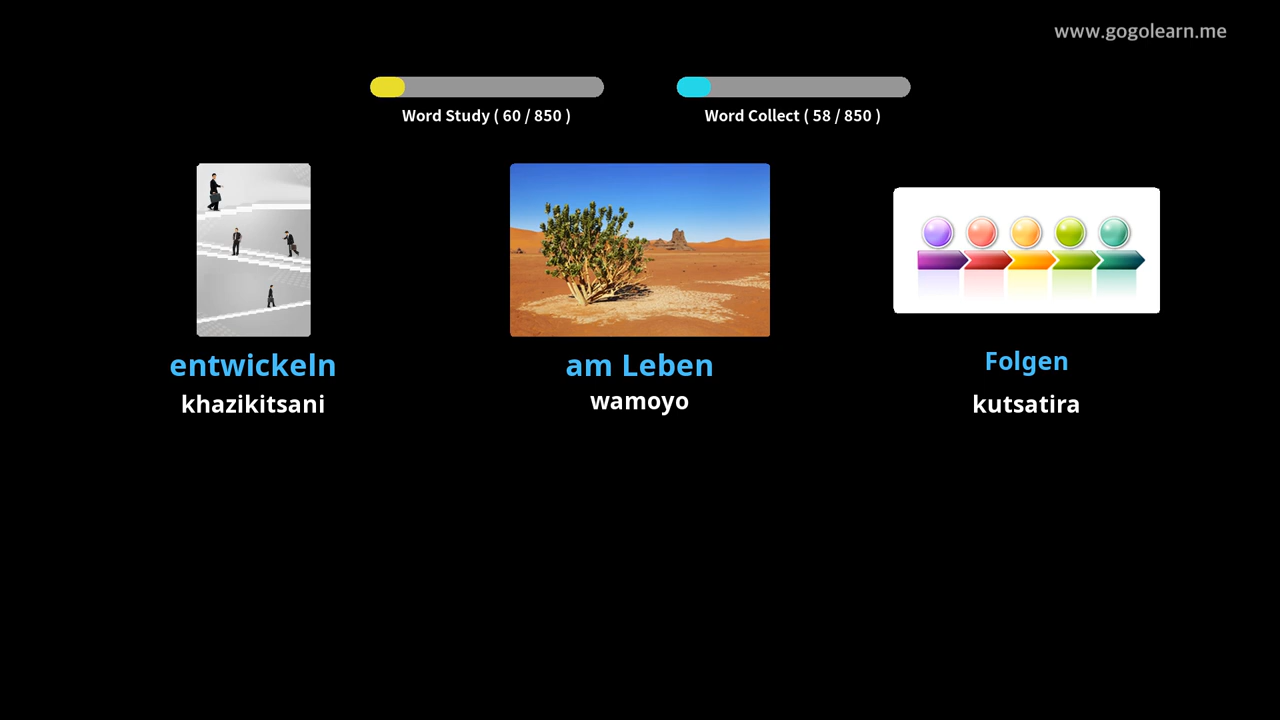 www.gogolearn.me
Word Study ( 60 / 850 )
Word Collect ( 58 / 850 )
entwickeln
khazikitsani
am Leben
wamoyo
Folgen
kutsatira